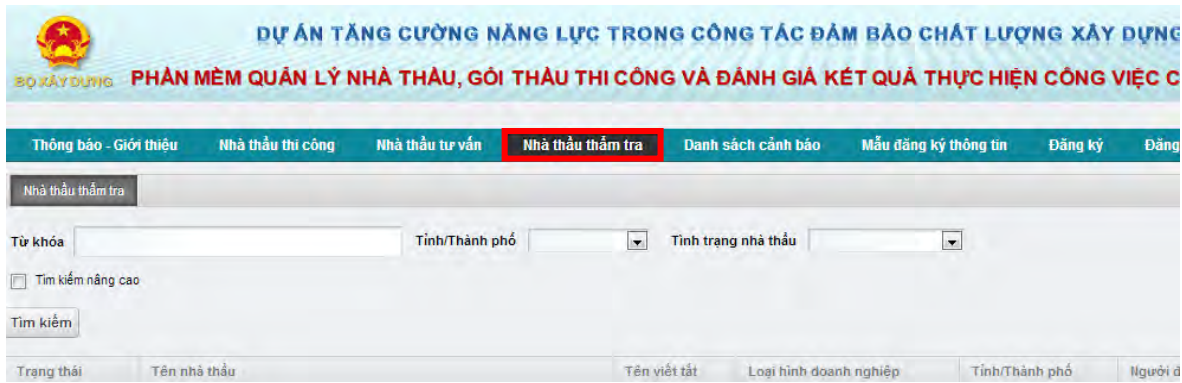 DỰ ÁN TĂNG CƯỜNG NĂNG LỰC TRONG CÔNG TÁC ĐẢM BẢO CHẤT LƯỢNG XÂY DỰNG
BỘ XÂY DỰNG PHẦN MỀM QUẢN LÝ NHÀ THẦU, GÓI THẦU THI CÔNG VÀ ĐÁNH GIÁ KẾT QUẢ THỰC HIỆN CÔNG VIỆC C
Thông báo - Giới thiệu Nhà thầu thi công Nhà thầu tư vấn Nhà thầu thẩm tra Danh sách cảnh báo Mẫu đăng ký thông tin Đăng ký Đăng
Nhà thầu thẩm tra
Từ khóa Tỉnh/Thành phố Tình trạng nhà thầu
Tìm kiếm nâng cao
Tìm kiếm
Trạng thái Tên nhà thầu Tên viết tắt Loại hình doanh nghiệp Tỉnh/Thành phố Người đ